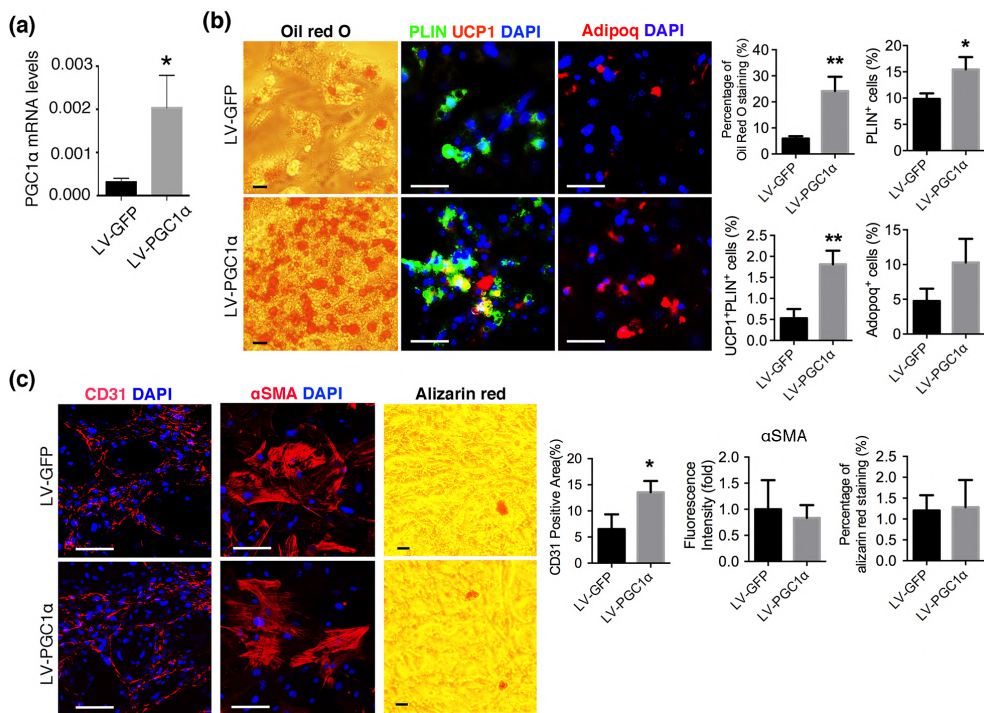 (a)
PGC1α mRNA levels
0.003
0.002
0.001
0.000
*
LV-GFP
LV-PGC1α
(b)
Oil red O
PLIN UCP1 DAPI
Adipoq DAPI
LV-GFP
LV-PGC1α
Percentage of
Oil Red O staining (%)
40
30
20
10
0
**
LV-GFP
LV-PGC1α
PLIN+ cells (%)
20
15
10
5
0
*
LV-GFP
LV-PGC1α
UCP1+PLIN+ cells (%)
2.5
2.0
1.5
1.0
0.5
0.0
**
LV-GFP
LV-PGC1α
Adopoq+ cells (%)
15
10
5
0
LV-GFP
LV-PGC1α
(c)
CD31 DAPI
αSMA DAPI
Alizarin red
LV-GFP
LV-PGC1α
CD31 Positive Area(%)
20
15
10
5
0
*
LV-GFP
LV-PGC1α
αSMA
Fluorescence
Intensity (fold)
2.0
1.5
1.0
0.5
0.0
LV-GFP
LV-PGC1α
Percentage of
alizarin red staining (%)
2.5
2.0
1.5
1.0
0.5
0.0
LV-GFP
LV-PGC1α